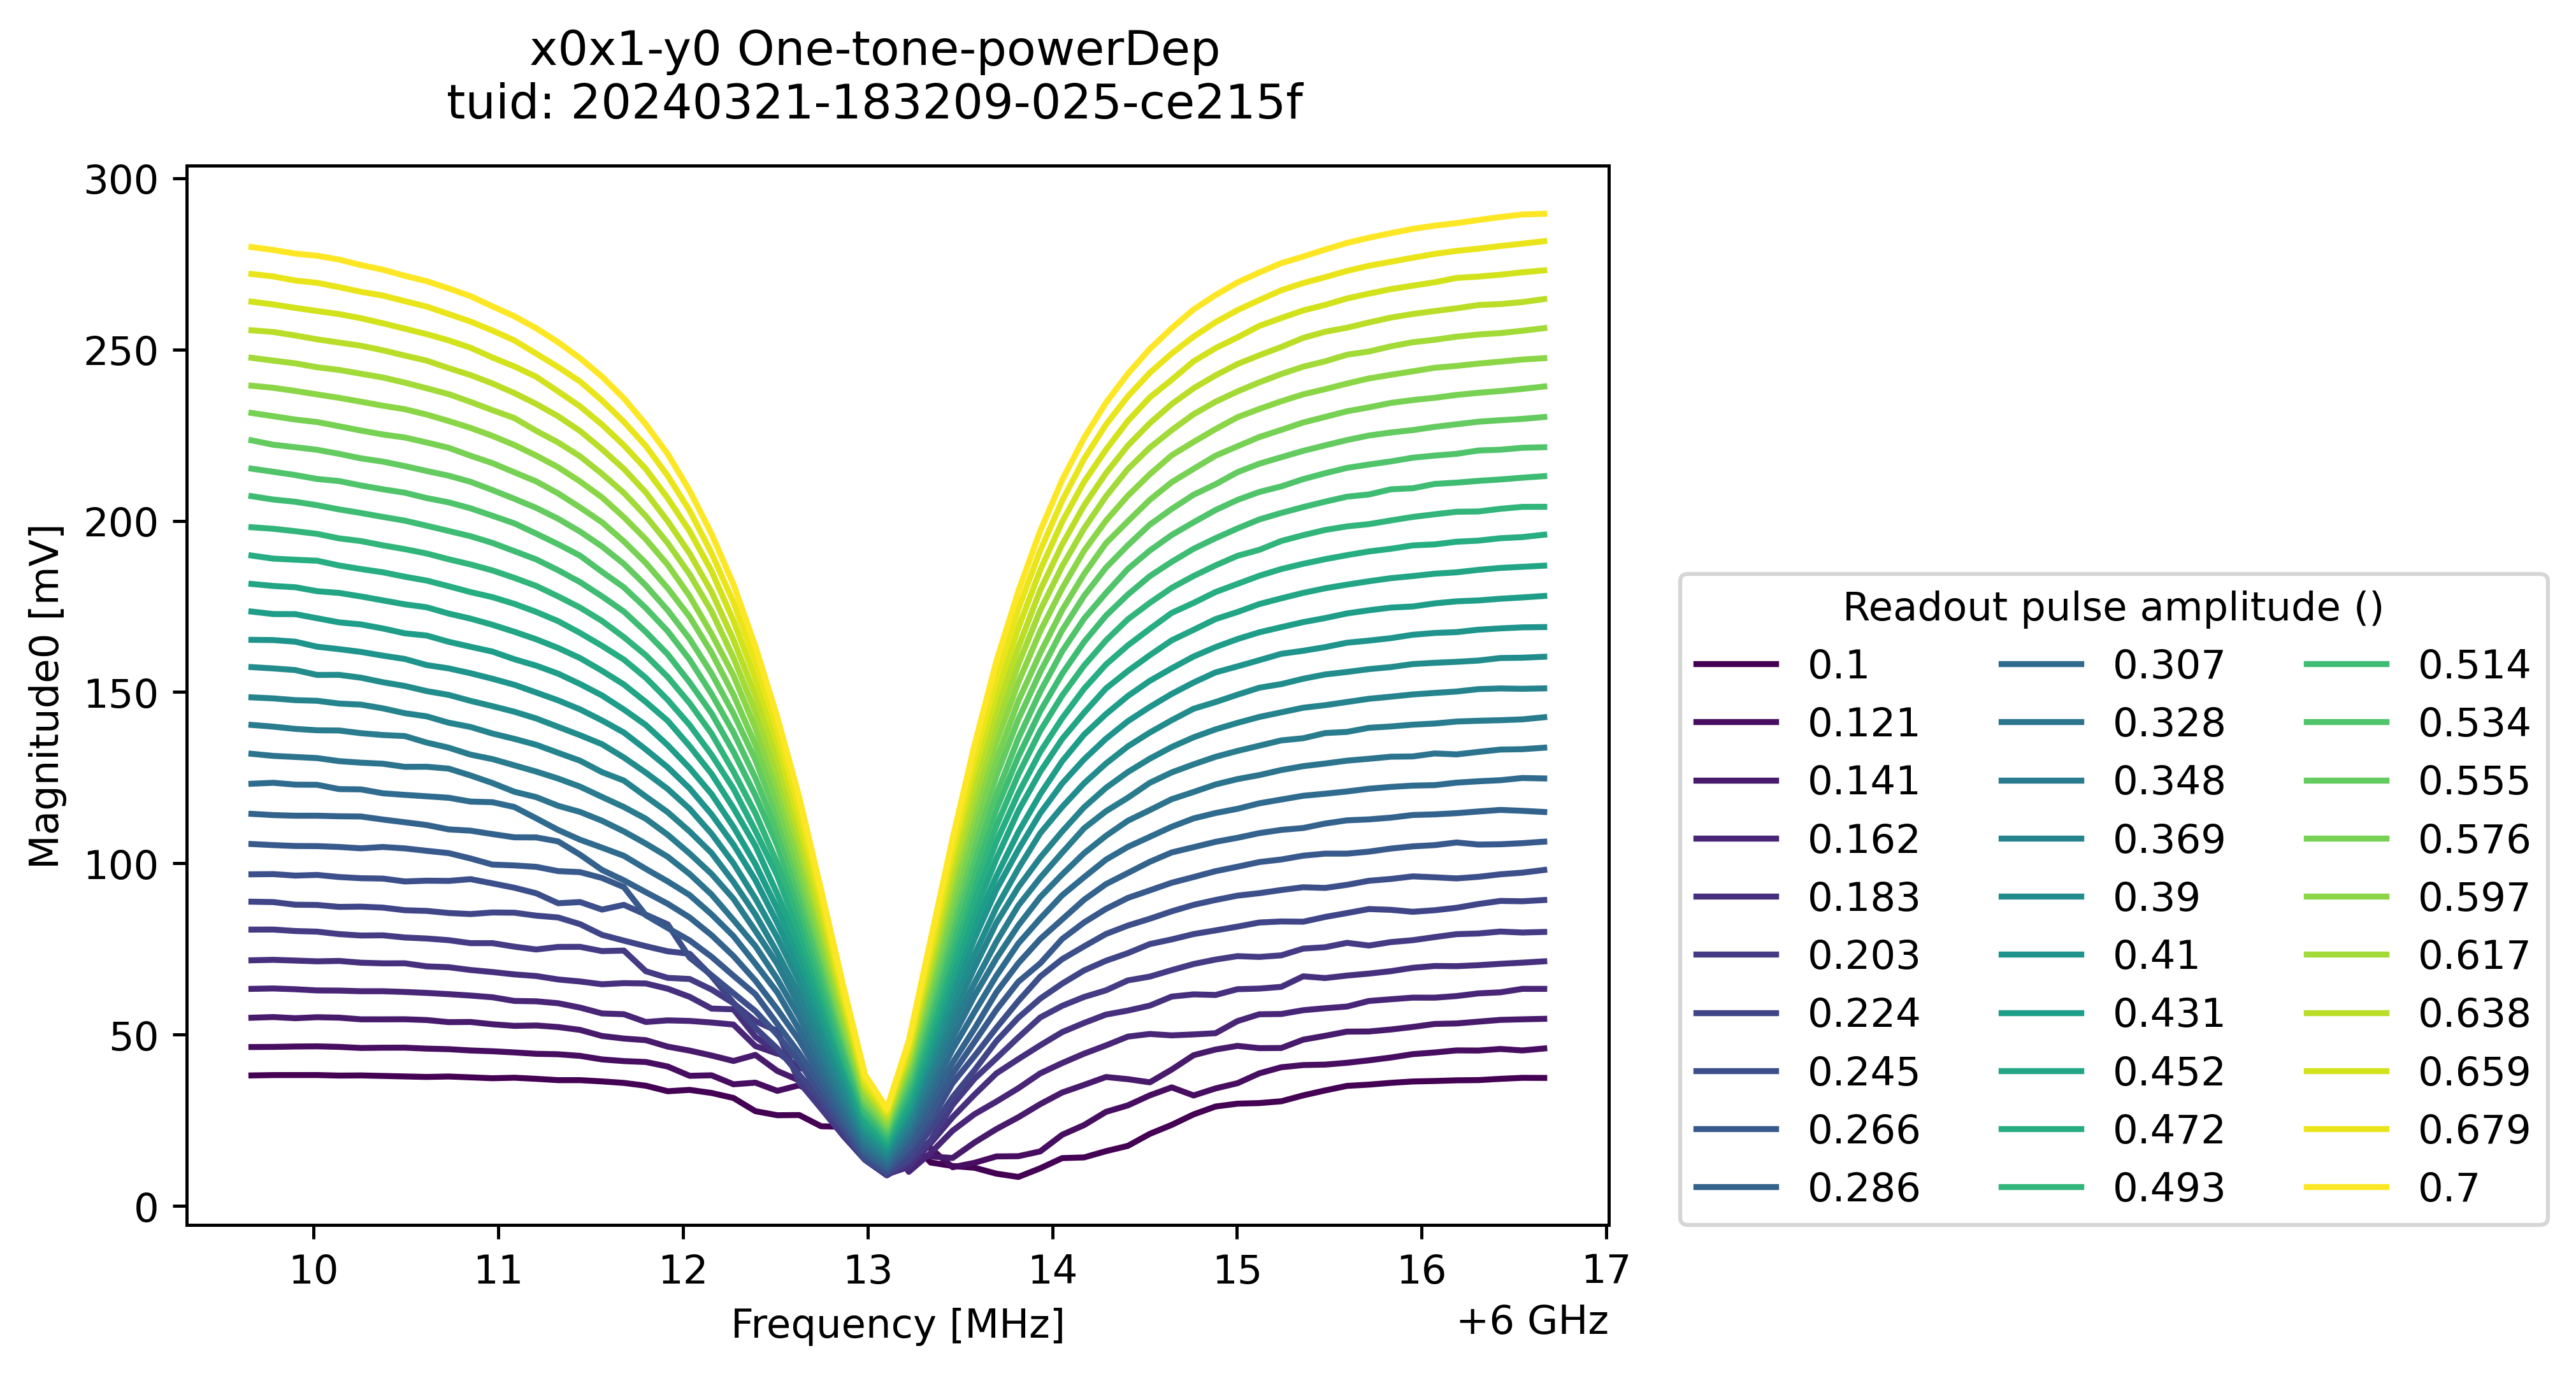 x0x1-y0 One-tone-powerDep
tuid: 20240321-183209-025-ce215f
300
250
200
150
100
50
0
Magnitude0 [mV]
10 11 12 13 14 15 16 17
Frequency [MHz]
+6 GHz
Readout pulse amplitude ()
0.1 0.307 0.514
0.121 0.328 0.534
0.141 0.348 0.555
0.162 0.369 0.576
0.183 0.39 0.597
0.203 0.41 0.617
0.224 0.431 0.638
0.245 0.452 0.659
0.266 0.472 0.679
0.286 0.493 0.7